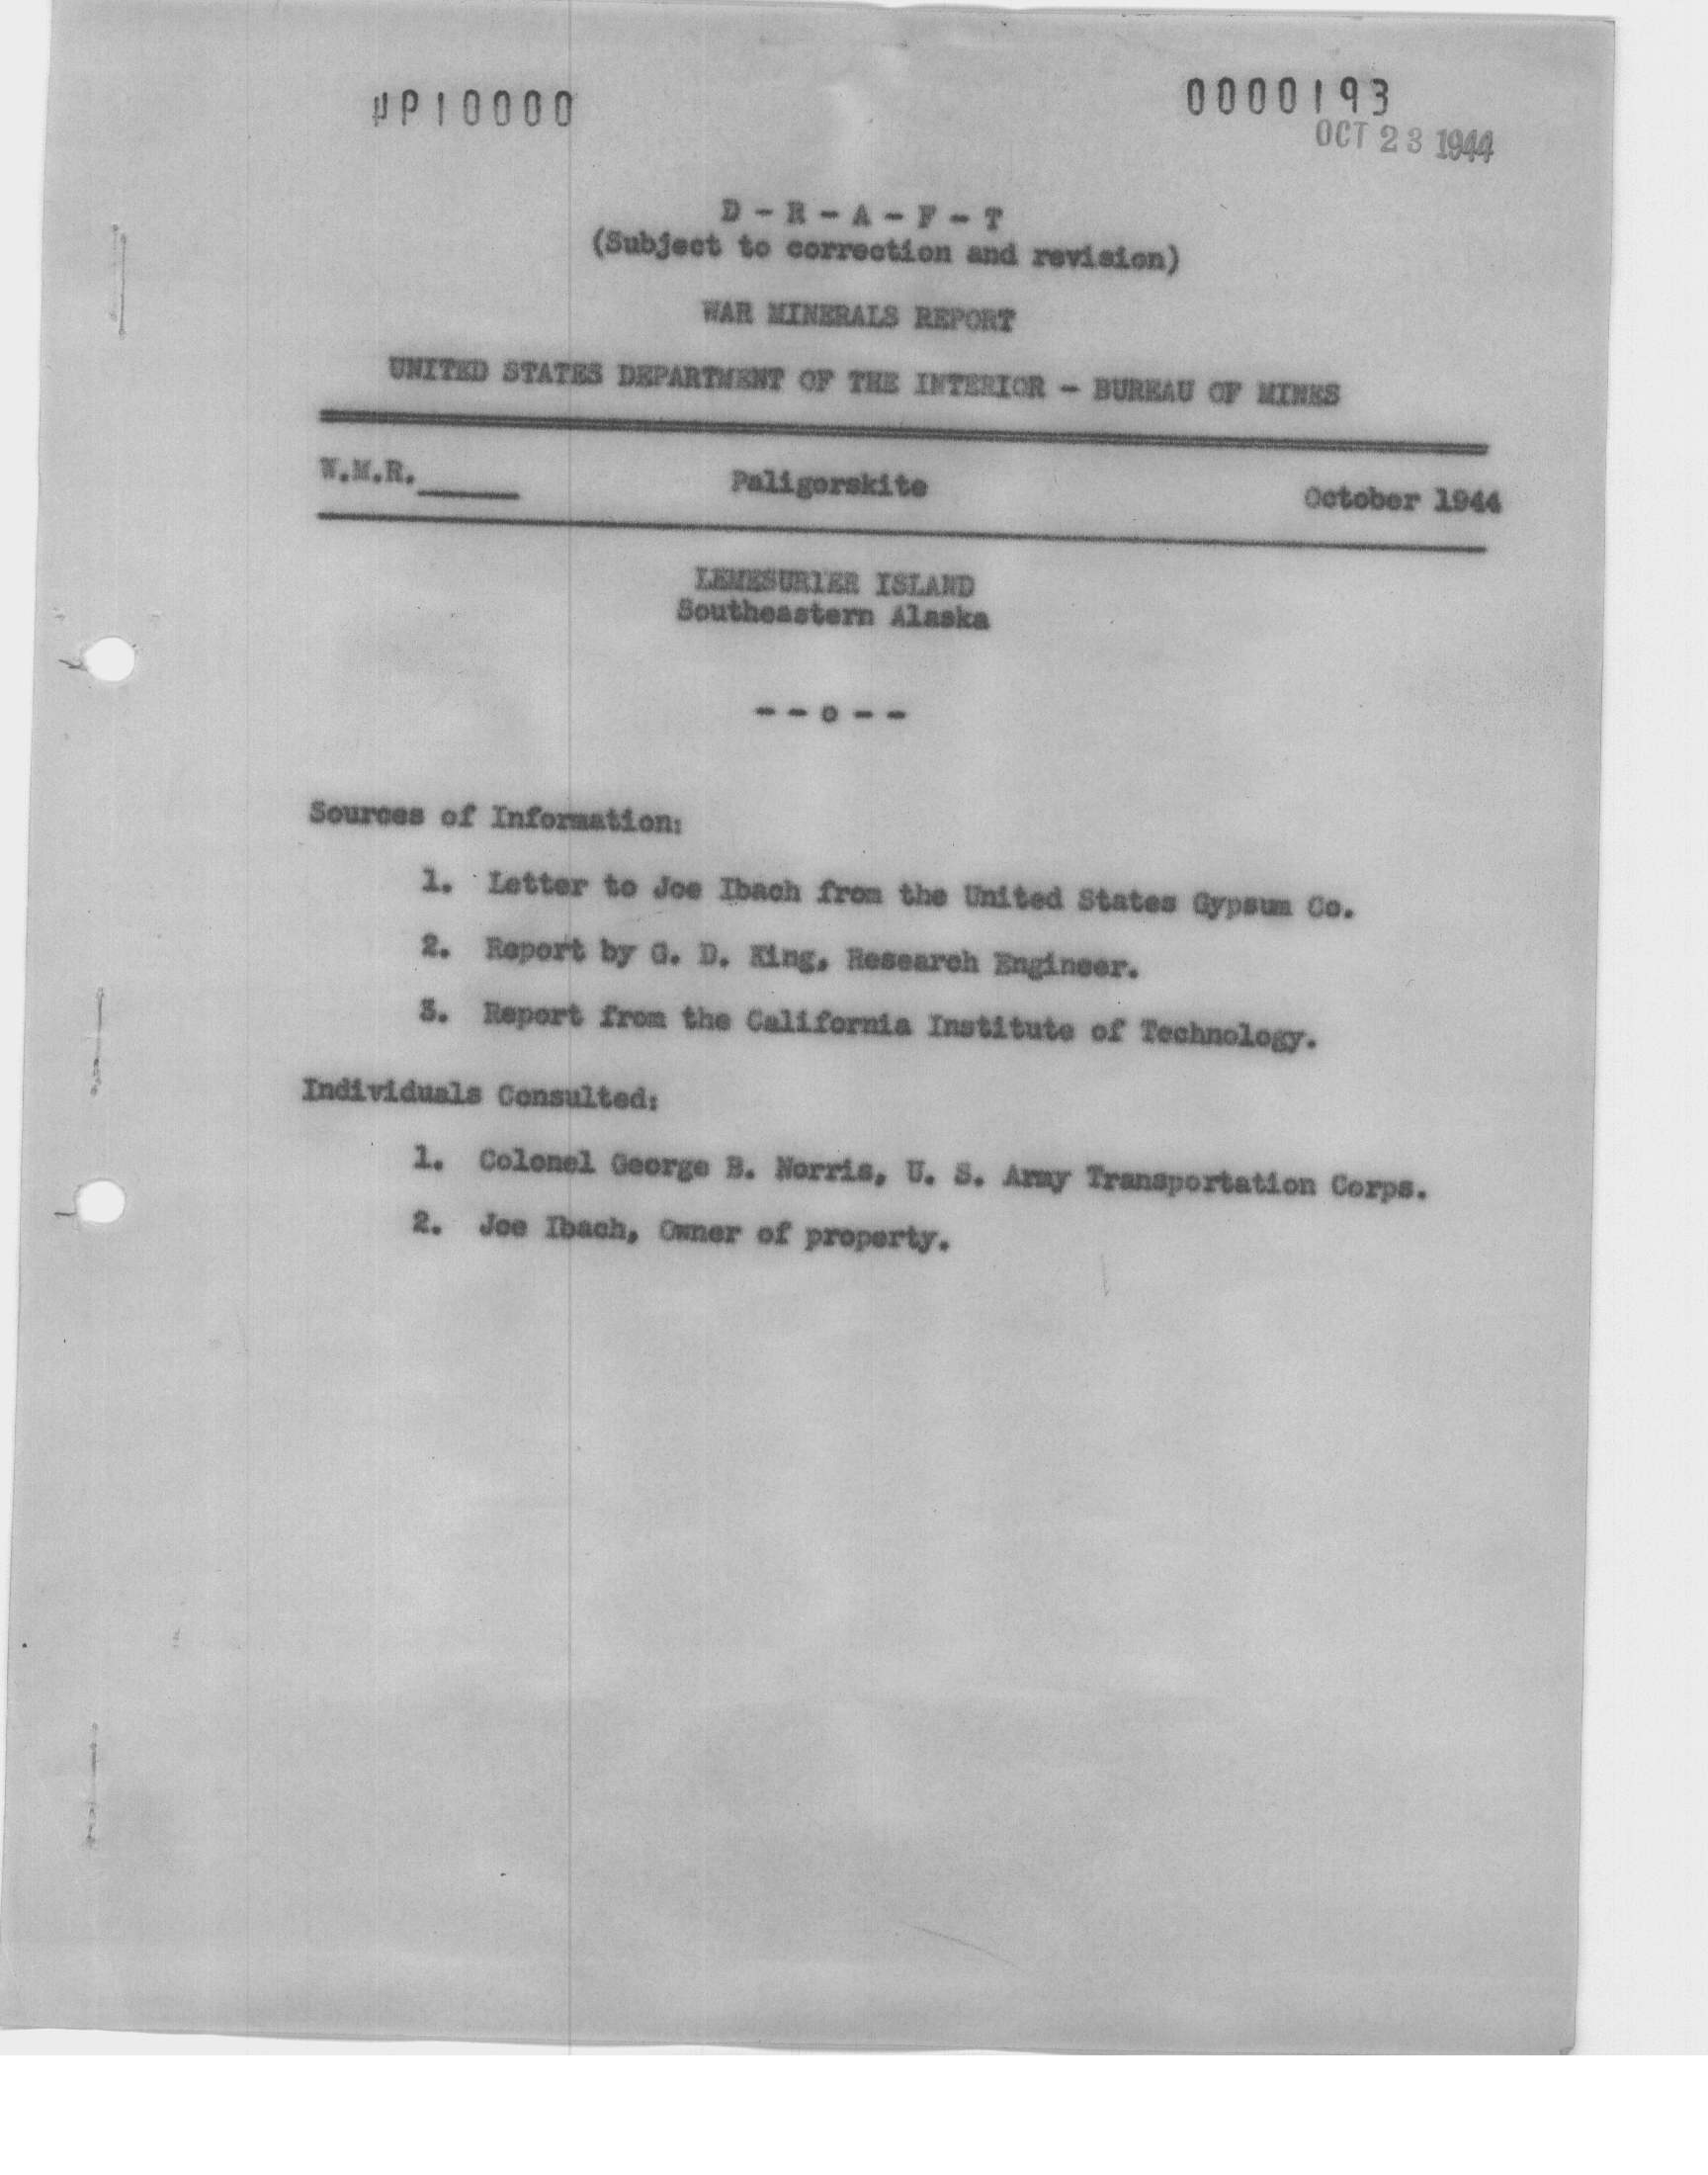 0000193
OCT 23 1944
D - R - A - F - T
(Subject to correction and revision)
WAR MINERALS REPORT
UNITED STATES DEPARTMENT OF THE INTERIOR - BUREAU OF MINES
W.M.R.______ Paligorskite October 1944
LEMESURIER ISLAND
Southeastern Alaska
- - o - -
Sources of Information:
1. Letter to Joe Ibach from the United States Gypsum Co.
2. Report by G. D. King, Research Engineer.
3. Report from the California Institute of Technology.
Individuals Consulted:
1. Colonel George B. Norris, U. S. Army Transportation Corps.
2. Joe Ibach, Owner of property.